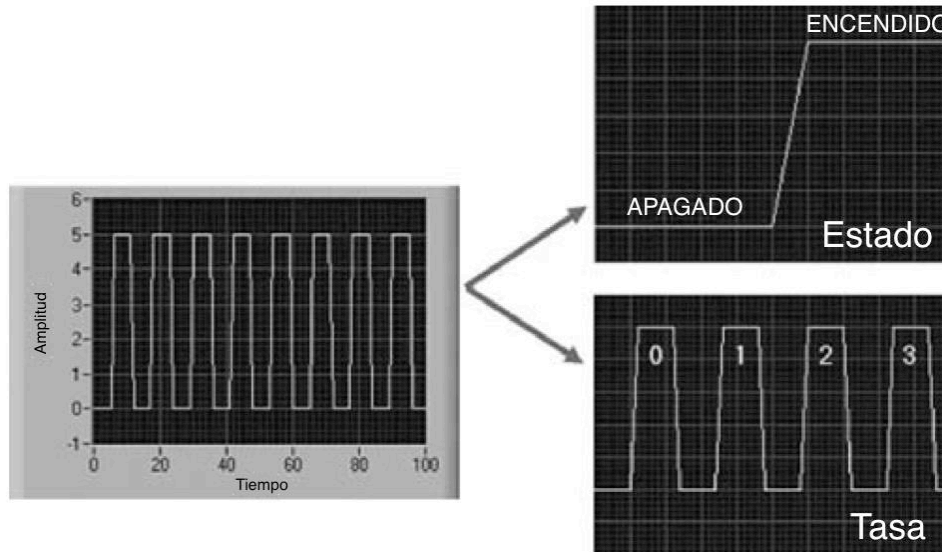 6
5
4
3
2
1
0
-1
Amplitud
0 20 40 60 80 100
Tiempo
ENCENDIDO
APAGADO
Estado
0 1 2 3
Tasa